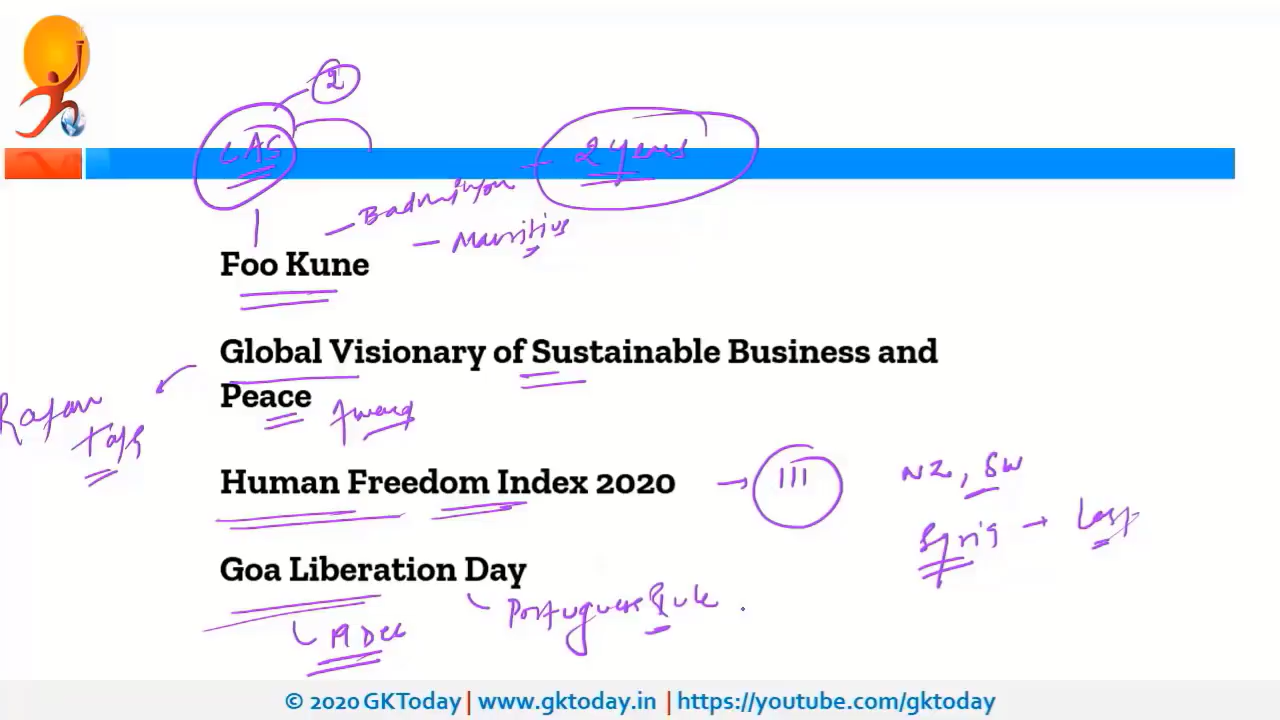 2
CAS
2 years
Badminton
- Mauritius
Foo Kune
Global Visionary of Sustainable Business and
Peace
Award
Ratan
Tata
Human Freedom Index 2020
111
NZ, SW
Syria → Last
Goa Liberation Day
Portuguese Rule
19 Dec
© 2020 GKToday | www.gktoday.in | https://youtube.com/gktoday